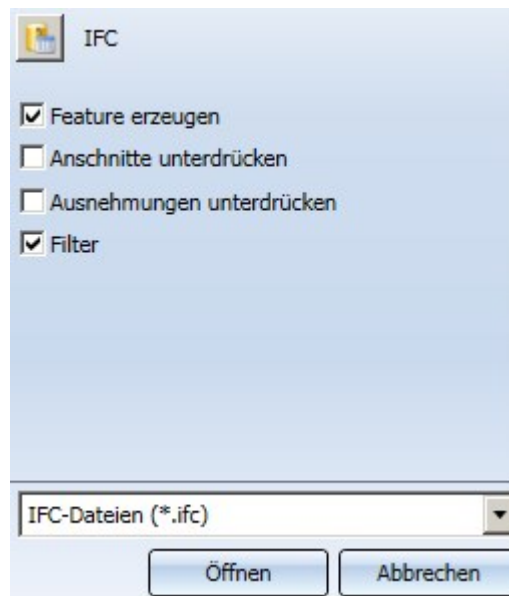 IFC
Feature erzeugen
Anschnitte unterdrücken
Ausnehmungen unterdrücken
Filter
IFC-Dateien (*.ifc)
Öffnen
Abbrechen